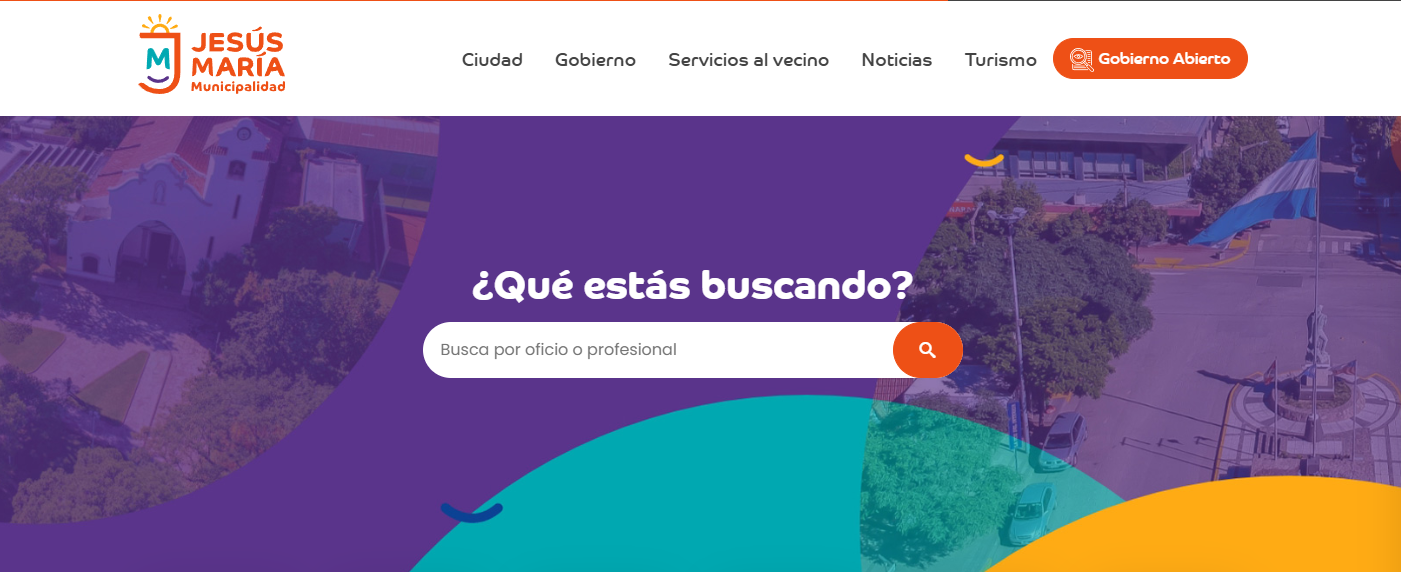 JESÚS
MARÍA
Municipalidad
Ciudad
Gobierno
Servicios al vecino
Noticias
Turismo
Gobierno Abierto
¿Qué estás buscando?
Busca por oficio o profesional